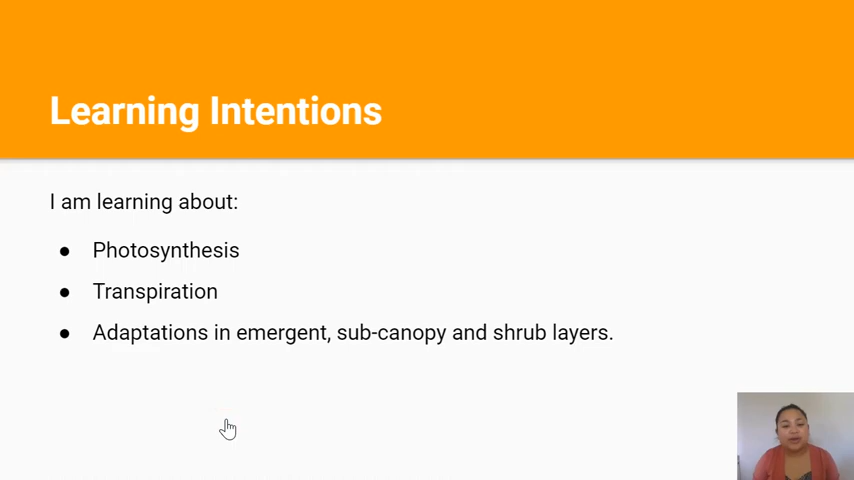 Learning Intentions
I am learning about:
● Photosynthesis
● Transpiration
● Adaptations in emergent, sub-canopy and shrub layers.